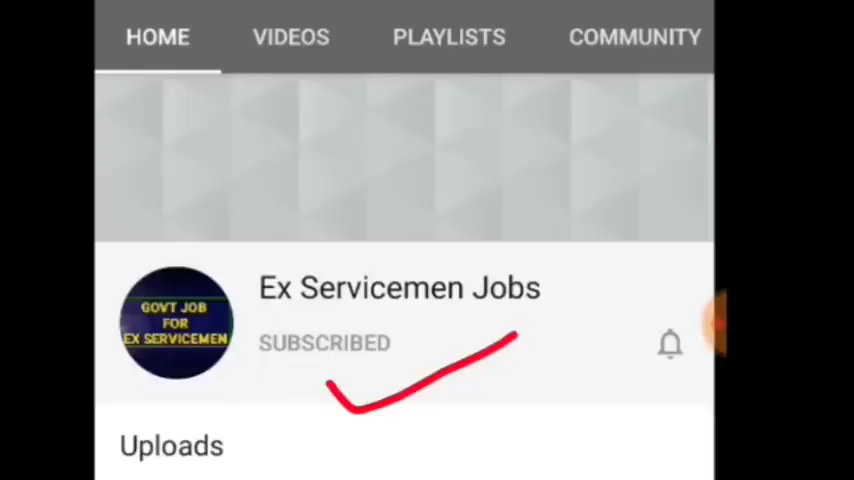 HOME VIDEOS PLAYLISTS COMMUNITY
Ex Servicemen Jobs
GOVT JOB
FOR
EX SERVICEMEN
SUBSCRIBED
Uploads